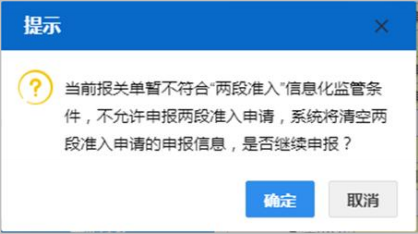 提示
当前报关单暂不符合“两段准入”信息化监管条
件，不允许申报两段准入申请，系统将清空两
段准入申请的申报信息，是否继续申报？
确定 取消